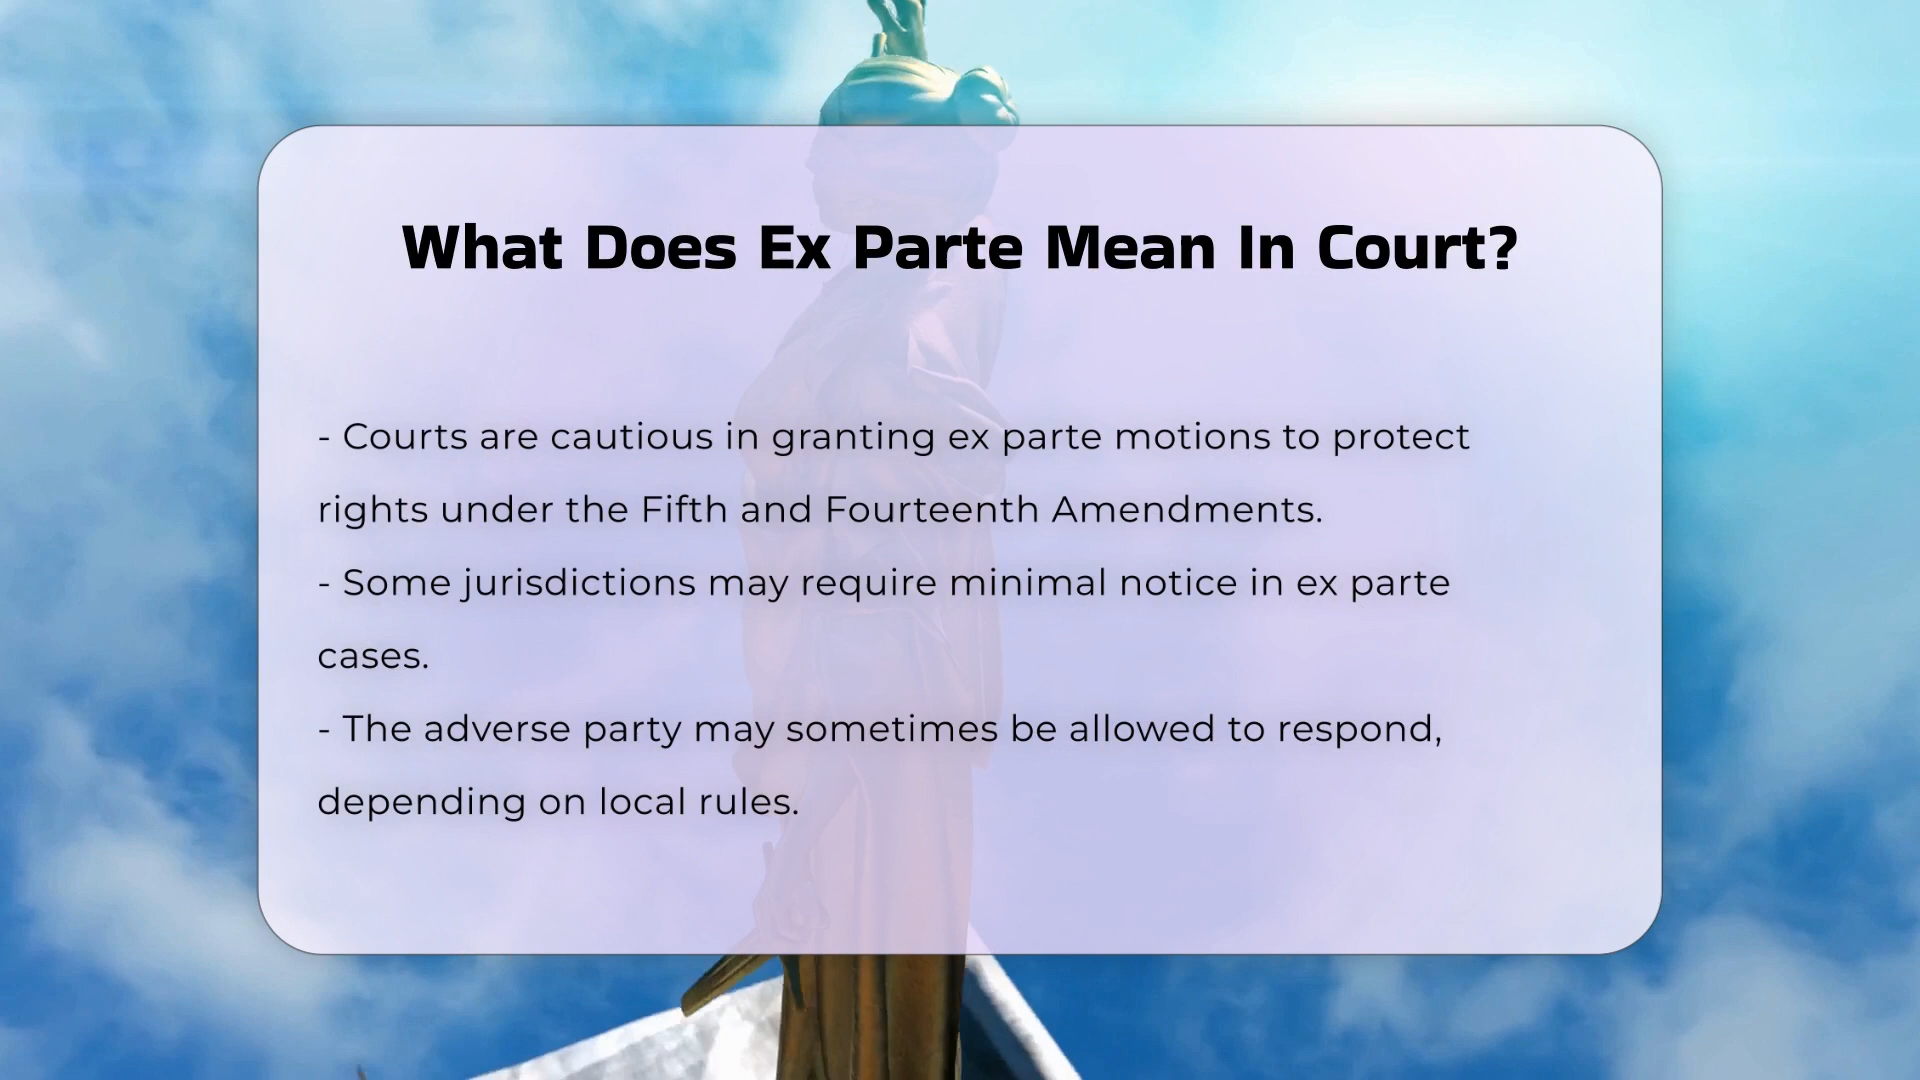 What Does Ex Parte Mean In Court?
- Courts are cautious in granting ex parte motions to protect
rights under the Fifth and Fourteenth Amendments.
- Some jurisdictions may require minimal notice in ex parte
cases.
- The adverse party may sometimes be allowed to respond,
depending on local rules.